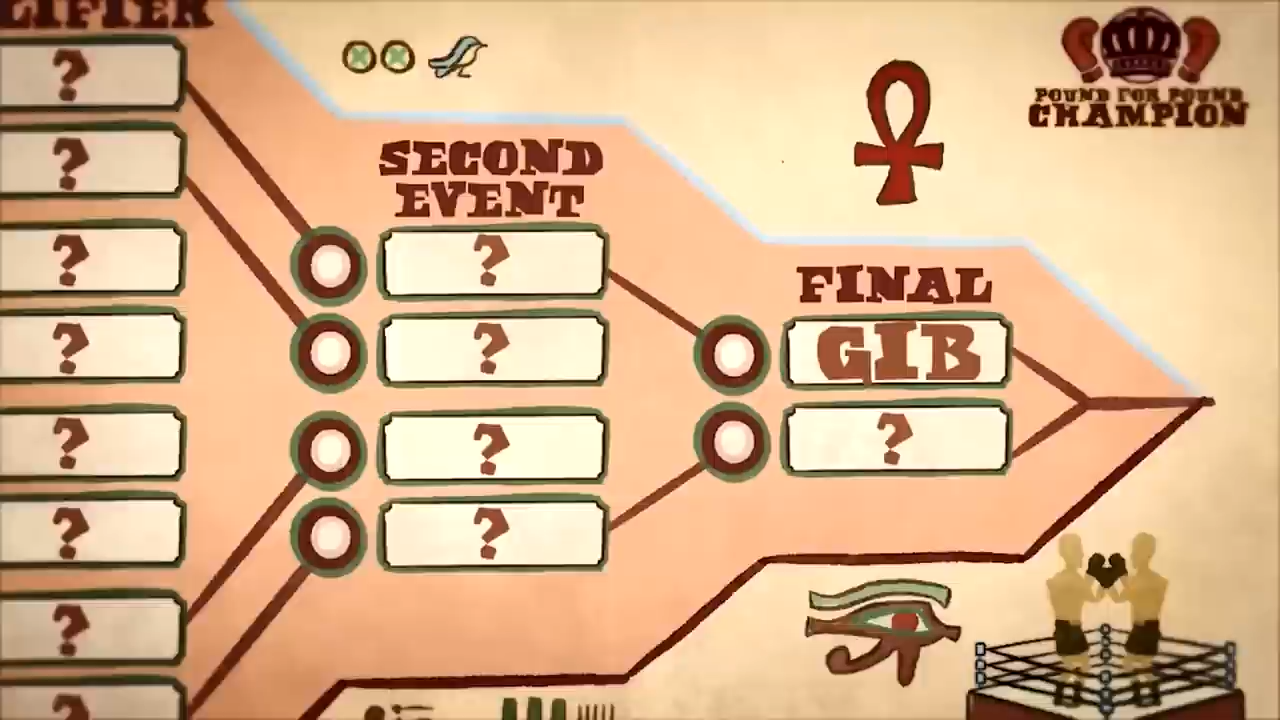 LIFIER
POUND FOR POUND
CHAMPION
?
?
?
?
?
?
?
?
SECOND
EVENT
?
?
?
?
FINAL
GIB
?